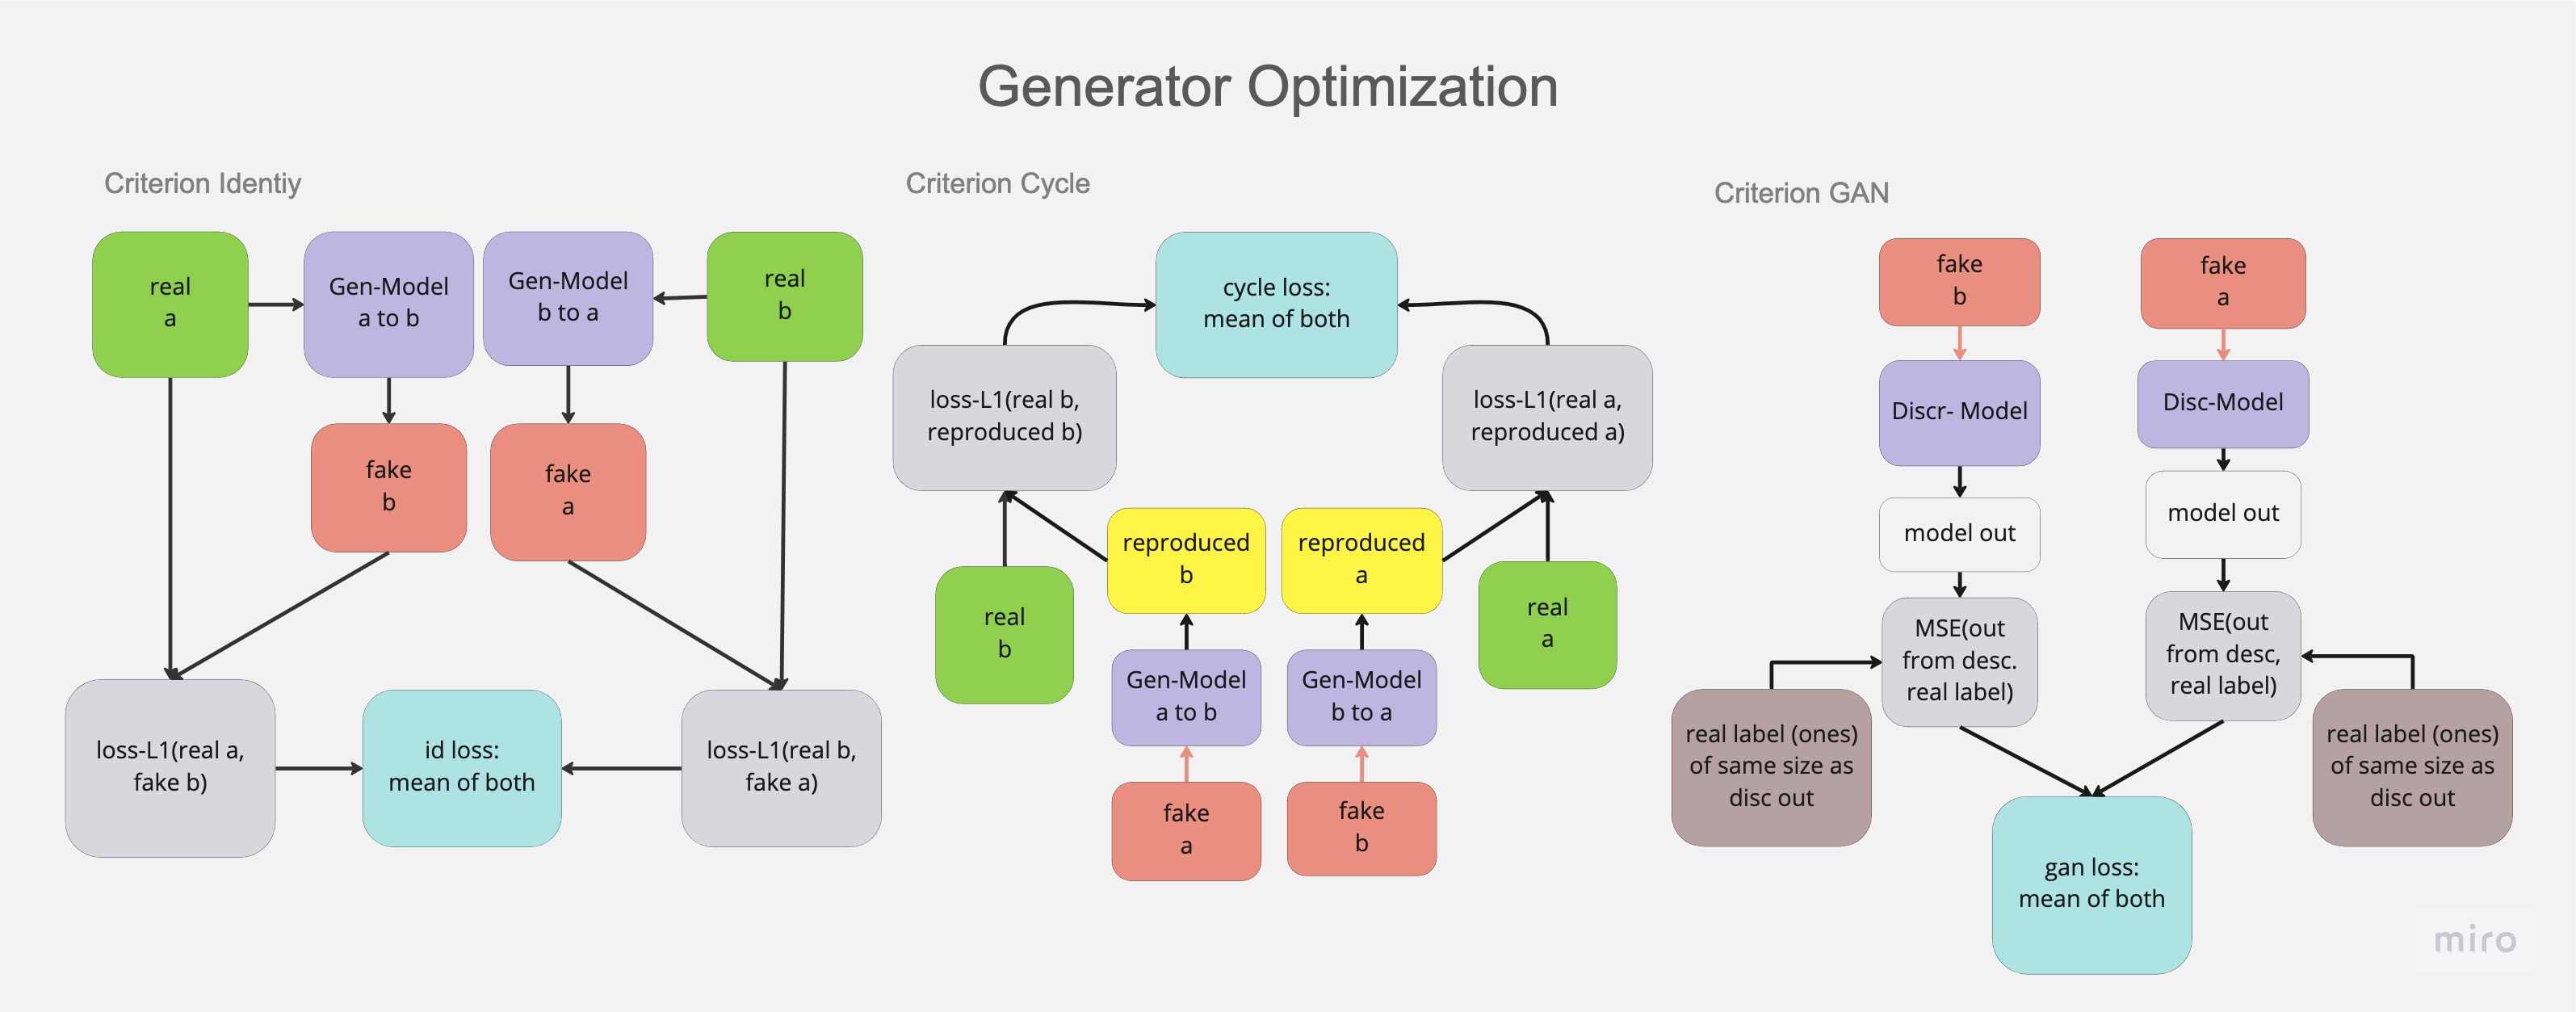 Generator Optimization
Criterion Identiy
real
a
Gen-Model
a to b
Gen-Model
b to a
real
b
fake
b
fake
a
loss-L1(real a,
fake b)
id loss:
mean of both
loss-L1(real b,
fake a)
Criterion Cycle
cycle loss:
mean of both
loss-L1(real b,
reproduced b)
loss-L1(real a,
reproduced a)
reproduced
b
reproduced
a
real
b
real
a
Gen-Model
a to b
Gen-Model
b to a
fake
a
fake
b
Criterion GAN
fake
b
fake
a
Discr- Model
Disc-Model
model out
model out
MSE(out
from desc.
real label)
MSE(out
from desc,
real label)
real label (ones)
of same size as
disc out
real label (ones)
of same size as
disc out
gan loss:
mean of both
miro